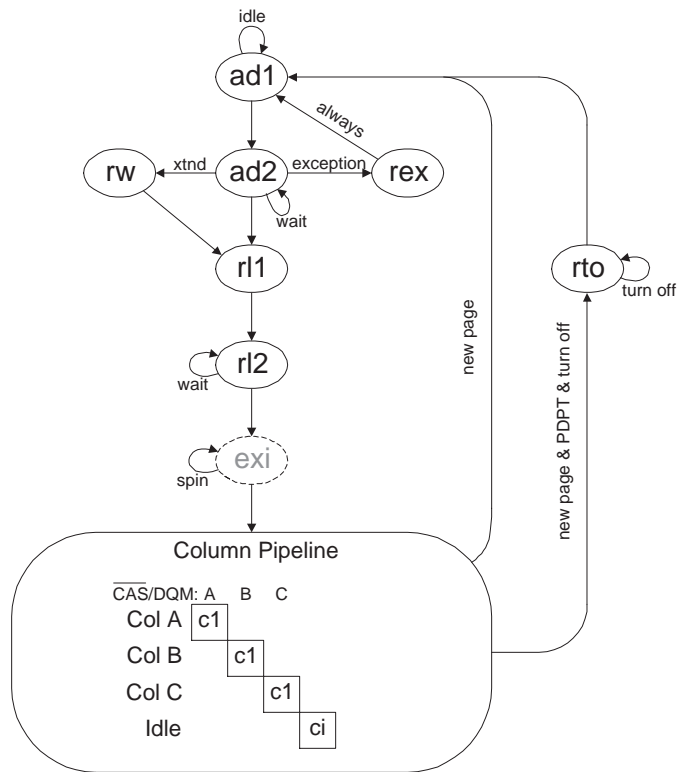 idle
ad1
always
rw
xtnd
ad2
exception
rex
wait
rl1
rto
turn off
new page
new page & PDPT & turn off
rl2
wait
exi
spin
Column Pipeline
CAS/DQM: A B C
Col A c1
Col B c1
Col C c1
Idle ci